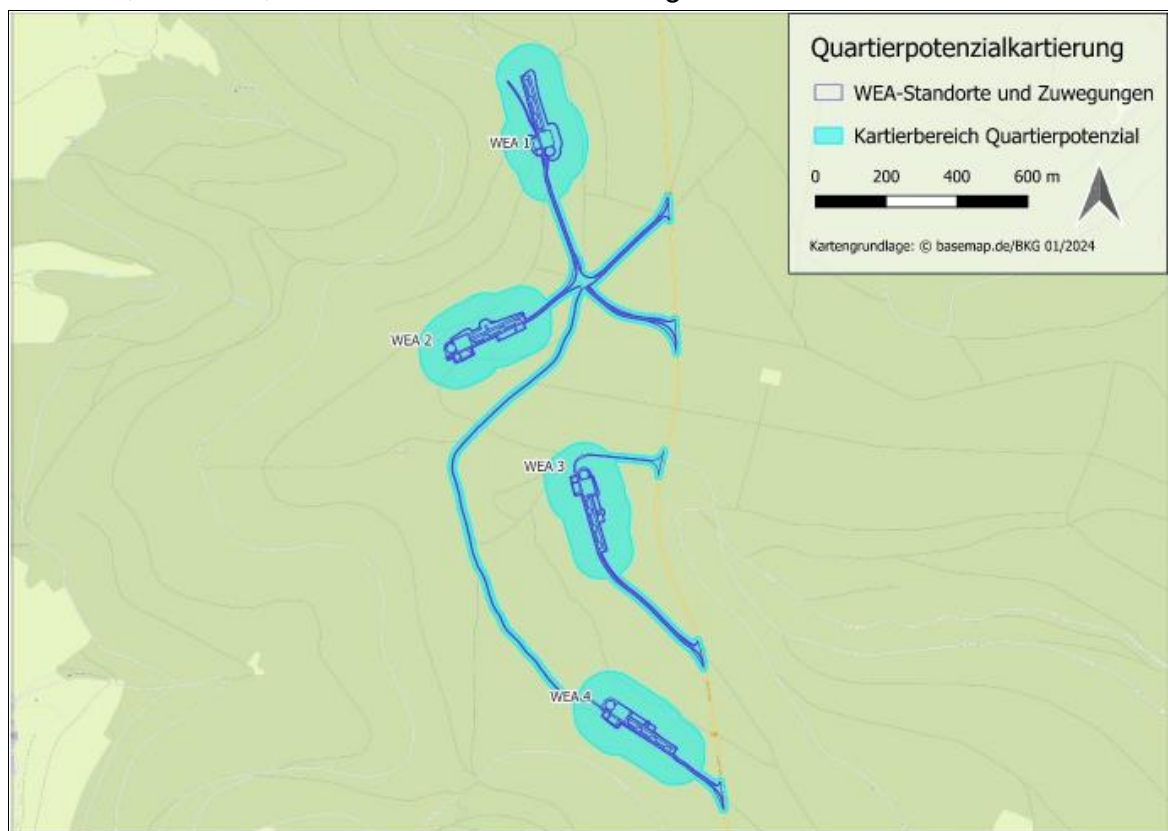 Quartierpotenzialkartierung
WEA-Standorte und Zuwegungen
Kartierbereich Quartierpotenzial
0 200 400 600 m
Kartengrundlage: © basemap.de/BKG 01/2024
WEA 1
WEA 2
WEA 3
WEA 4